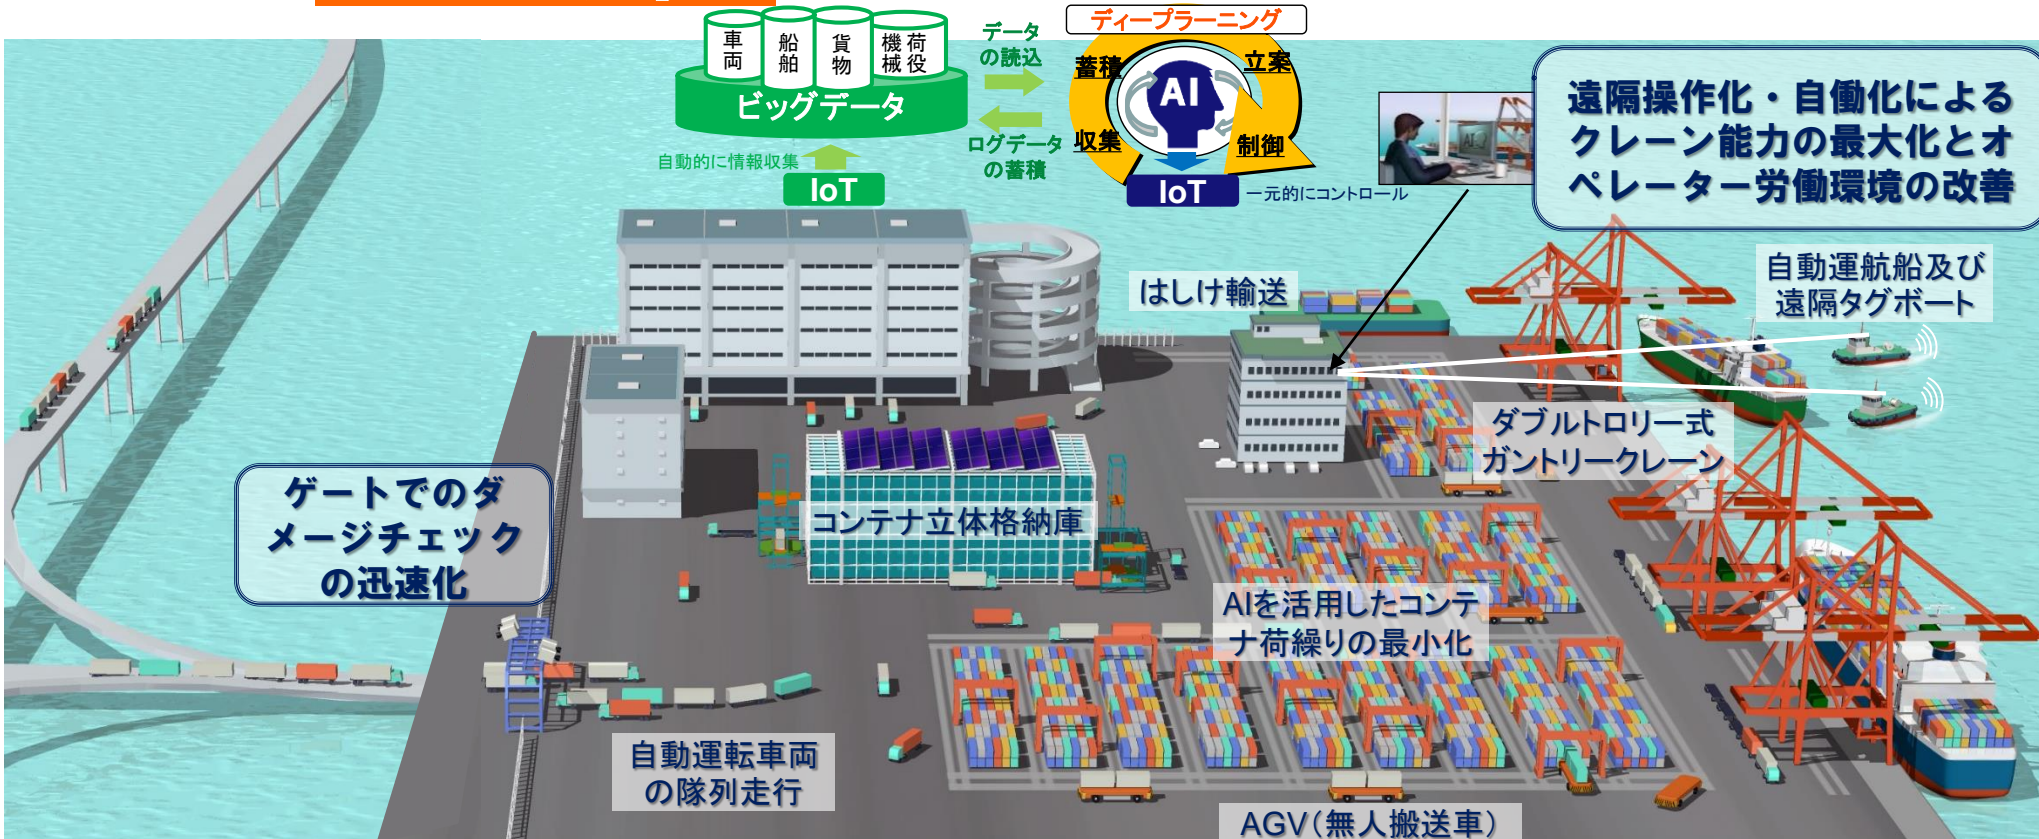 車両
船舶
貨物
荷役
機械
ビッグデータ
自動的に情報収集
IoT
データ
の読込
ログデータ
の蓄積
ディープラーニング
蓄積
立案
AI
収集
制御
IoT
一元的にコントロール
遠隔操作化・自働化による
クレーン能力の最大化とオ
ペレーター労働環境の改善
はしけ輸送
自動運航船及び
遠隔タグボート
ダブルトロリー式
ガントリークレーン
ゲートでのダ
メージチェック
の迅速化
コンテナ立体格納庫
AIを活用したコンテ
ナ荷繰りの最小化
自動運転車両
の隊列走行
AGV(無人搬送車)